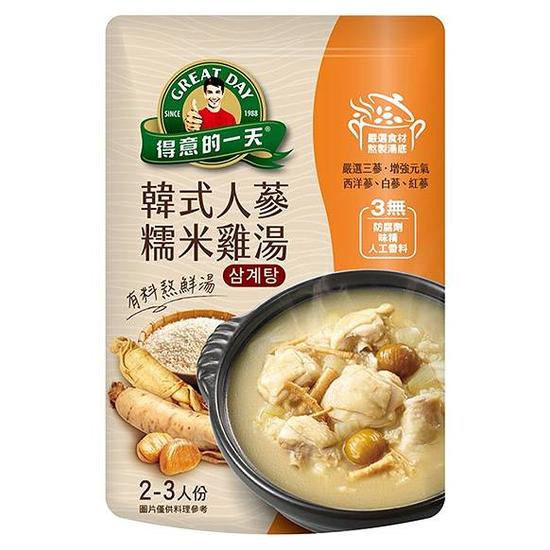 GREAT DAY
SINCE 1988
得意的一天®
韓式人蔘
糯米雞湯
삼계탕
有料熬鮮湯
嚴選食材
熬製湯底
嚴選三蔘‧增強元氣
西洋蔘、白蔘、紅蔘
3無
防腐劑
味精
人工香料
2-3人份
圖片僅供料理參考